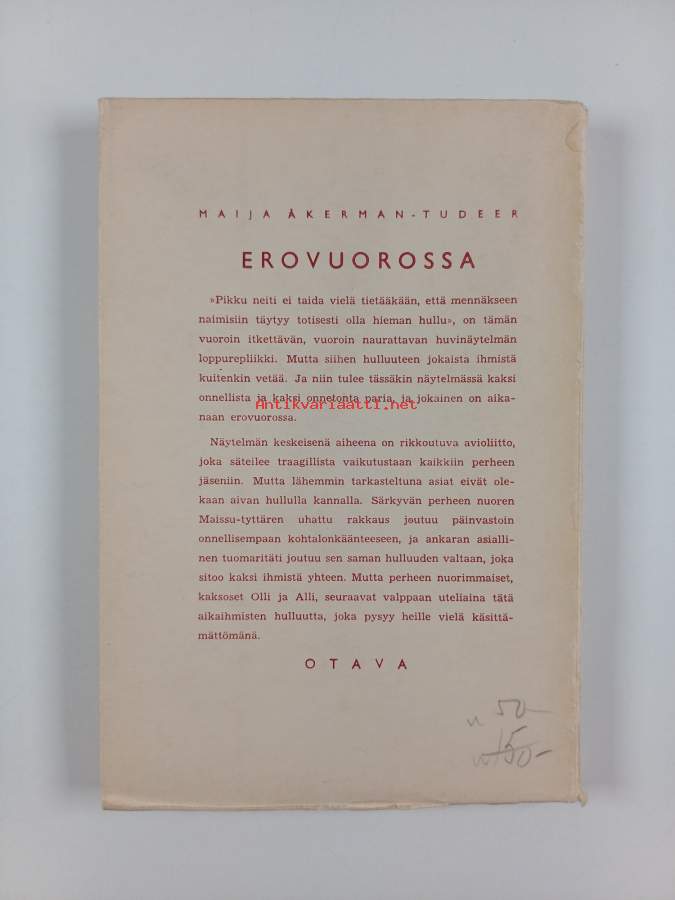 MAIJA ÅKERMAN-TUDEER
EROVUOROSSA
»Pikku neiti ei taida vielä tietääkään, että mennäkseen
naimisiin täytyy totisesti olla hieman hullu», on tämän
vuoroin itkettävän, vuoroin naurattavan huvinäytelmän
loppurepliikki. Mutta siihen hulluuteen jokaista ihmistä
kuitenkin vetää. Ja niin tulee tässäkin näytelmässä kaksi
onnellista ja kaksi onnetonta paria, ja jokainen on aika-
Antikvariaatti.net
naan erovuorossa.
Näytelmän keskeisenä aiheena on rikkoutuva avioliitto,
joka säteilee traagillista vaikutustaan kaikkiin perheen
jäseniin. Mutta lähemmin tarkasteltuna asiat eivät ole-
kaan aivan hullulla kannalla. Särkyvän perheen nuoren
Maissu-tyttären uhattu rakkaus joutuu päinvastoin
onnellisempaan kohtalonkäänteeseen, ja ankaran asialli-
nen tuomaritäti joutuu sen saman hulluuden valtaan, joka
sitoo kaksi ihmistä yhteen. Mutta perheen nuorimmaiset,
kaksoset Olli ja Alli, seuraavat valppaan uteliaina tätä
aikaihmisten hulluutta, joka pysyy heille vielä käsittä-
mättömänä.
OTAVA
50